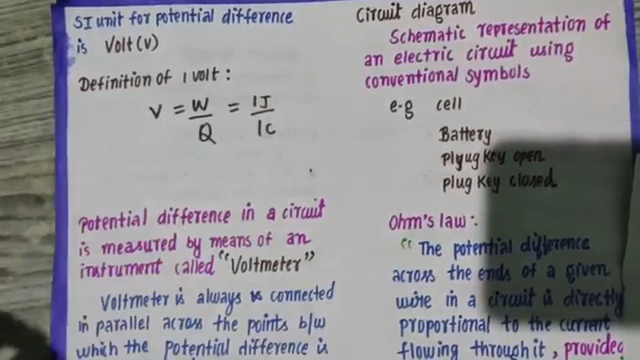 SI unit for potential difference
is Volt (V)
Definition of 1 volt :
V = W/Q = 1J/1C
Potential difference in a circuit
is measured by means of an
instrument called "Voltmeter"
Voltmeter is always is connected
in parallel across the points b/w
which the potential difference is
Circuit diagram
Schematic representation of
an electric circuit using
conventional symbols
e-g cell
Battery
Plyug Key open
plug Key closed
Ohm's law :
" The potential difference
across the ends of a given
wire in a circuit is directly
proportional to the current
flowing through it, provided